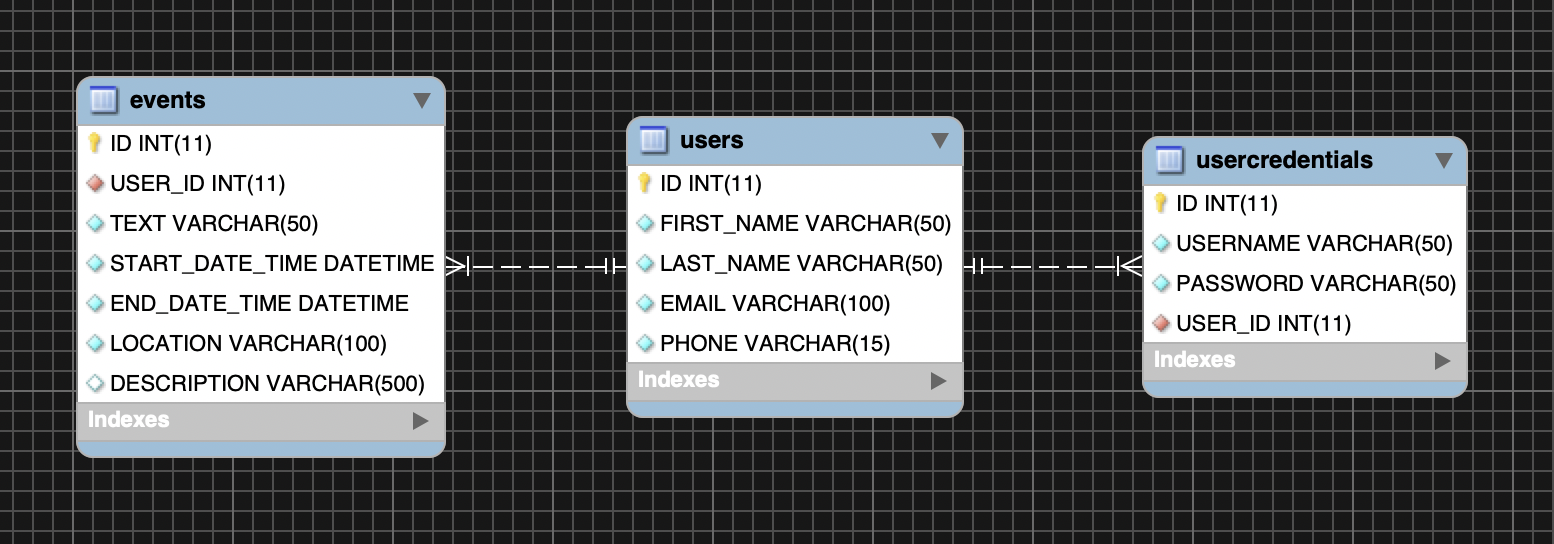 events
ID INT(11)
USER_ID INT(11)
TEXT VARCHAR(50)
START_DATE_TIME DATETIME
END_DATE_TIME DATETIME
LOCATION VARCHAR(100)
DESCRIPTION VARCHAR(500)
Indexes
users
ID INT(11)
FIRST_NAME VARCHAR(50)
LAST_NAME VARCHAR(50)
EMAIL VARCHAR(100)
PHONE VARCHAR(15)
Indexes
usercredentials
ID INT(11)
USERNAME VARCHAR(50)
PASSWORD VARCHAR(50)
USER_ID INT(11)
Indexes